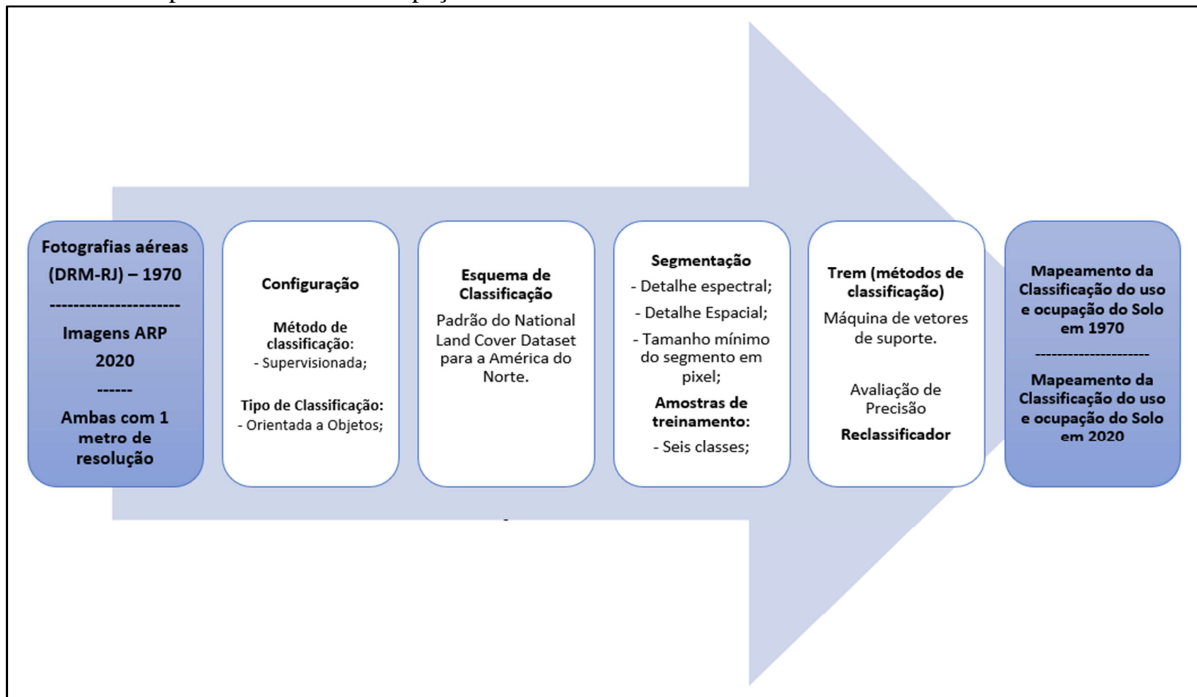 Fotografias aéreas
(DRM-RJ) – 1970
----------------------
Imagens ARP
2020
------
Ambas com 1
metro de
resolução
Configuração
Método de
classificação:
- Supervisionada;
Tipo de Classificação:
- Orientada a Objetos;
Esquema de
Classificação
Padrão do National
Land Cover Dataset
para a América do
Norte.
Segmentação
- Detalhe espectral;
- Detalhe Espacial;
- Tamanho mínimo
do segmento em
pixel;
Amostras de
treinamento:
- Seis classes;
Trem (métodos de
classificação)
Máquina de vetores
de suporte.
Avaliação de
Precisão
Reclassificador
Mapeamento da
Classificação do uso
e ocupação do Solo
em 1970
---------------------
Mapeamento da
Classificação do uso
e ocupação do Solo
em 2020